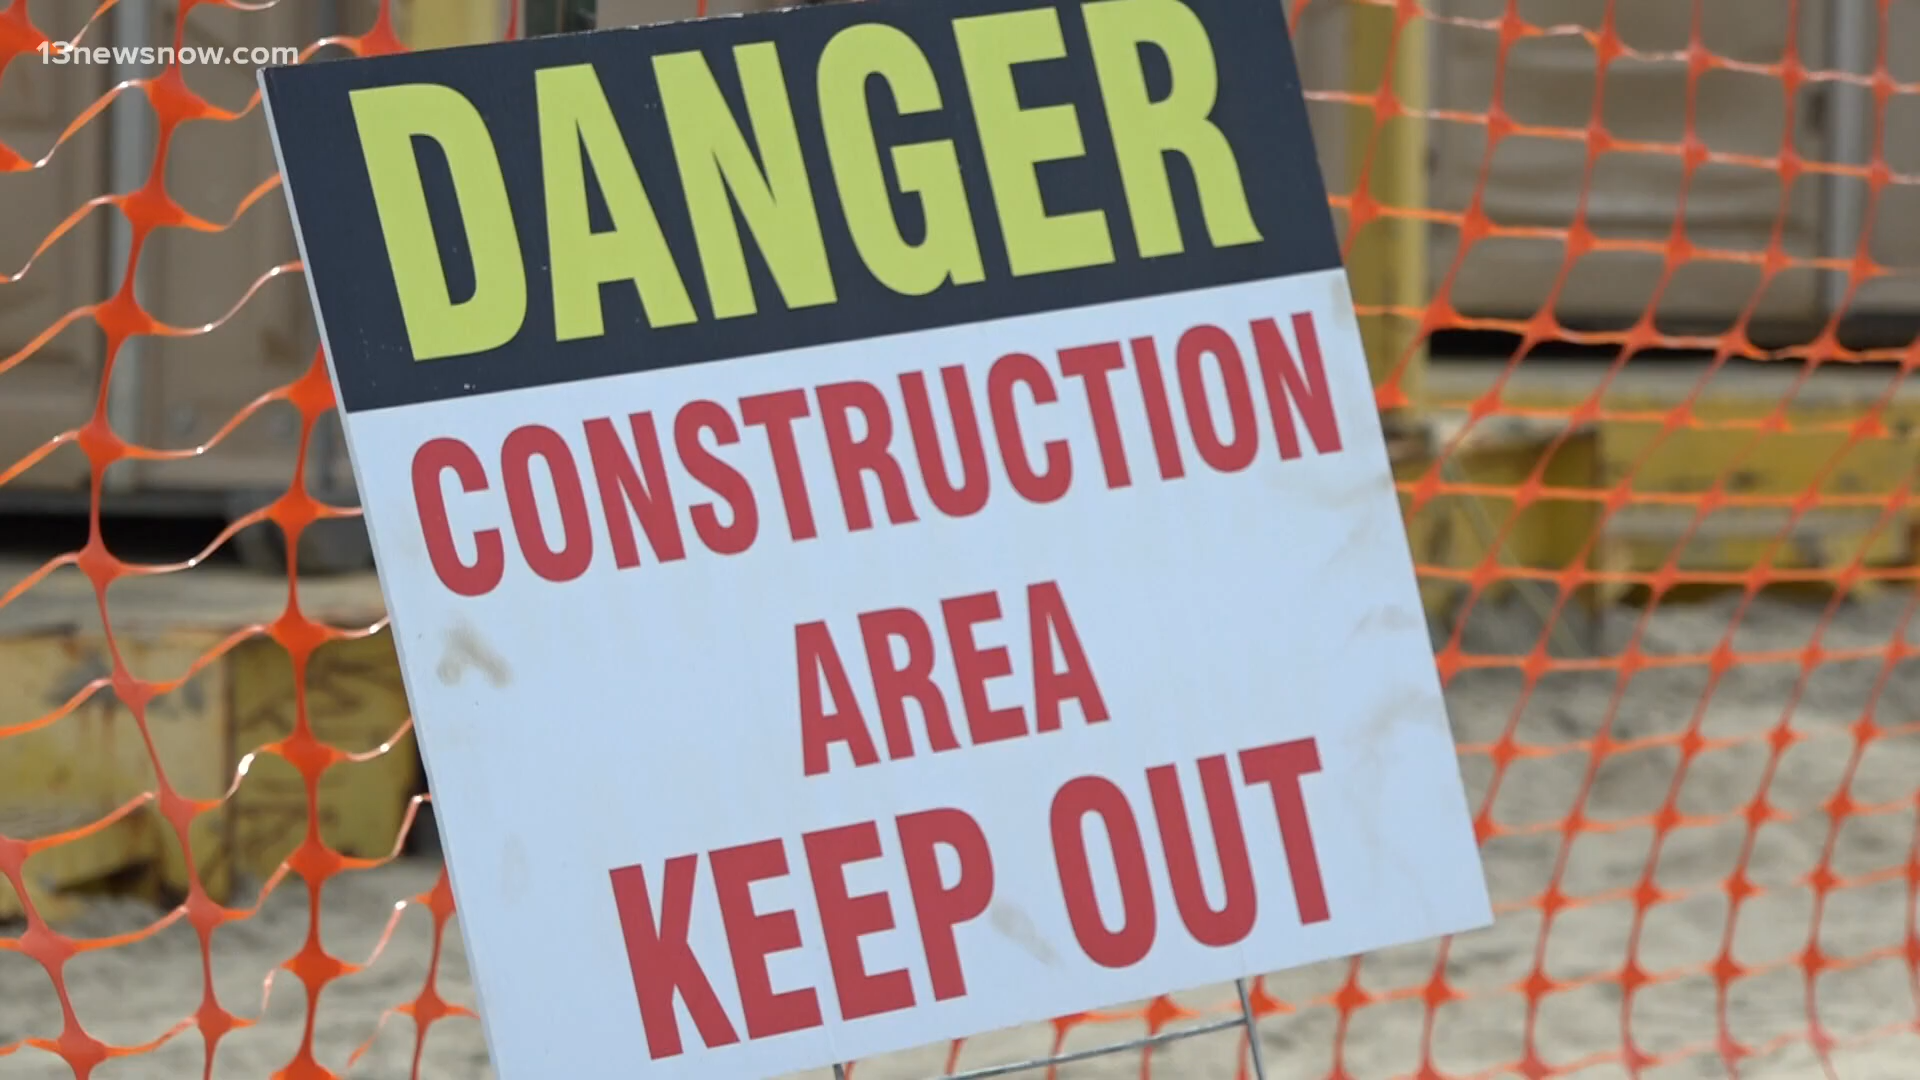 13newsnow.com
DANGER
CONSTRUCTION
AREA
KEEP OUT